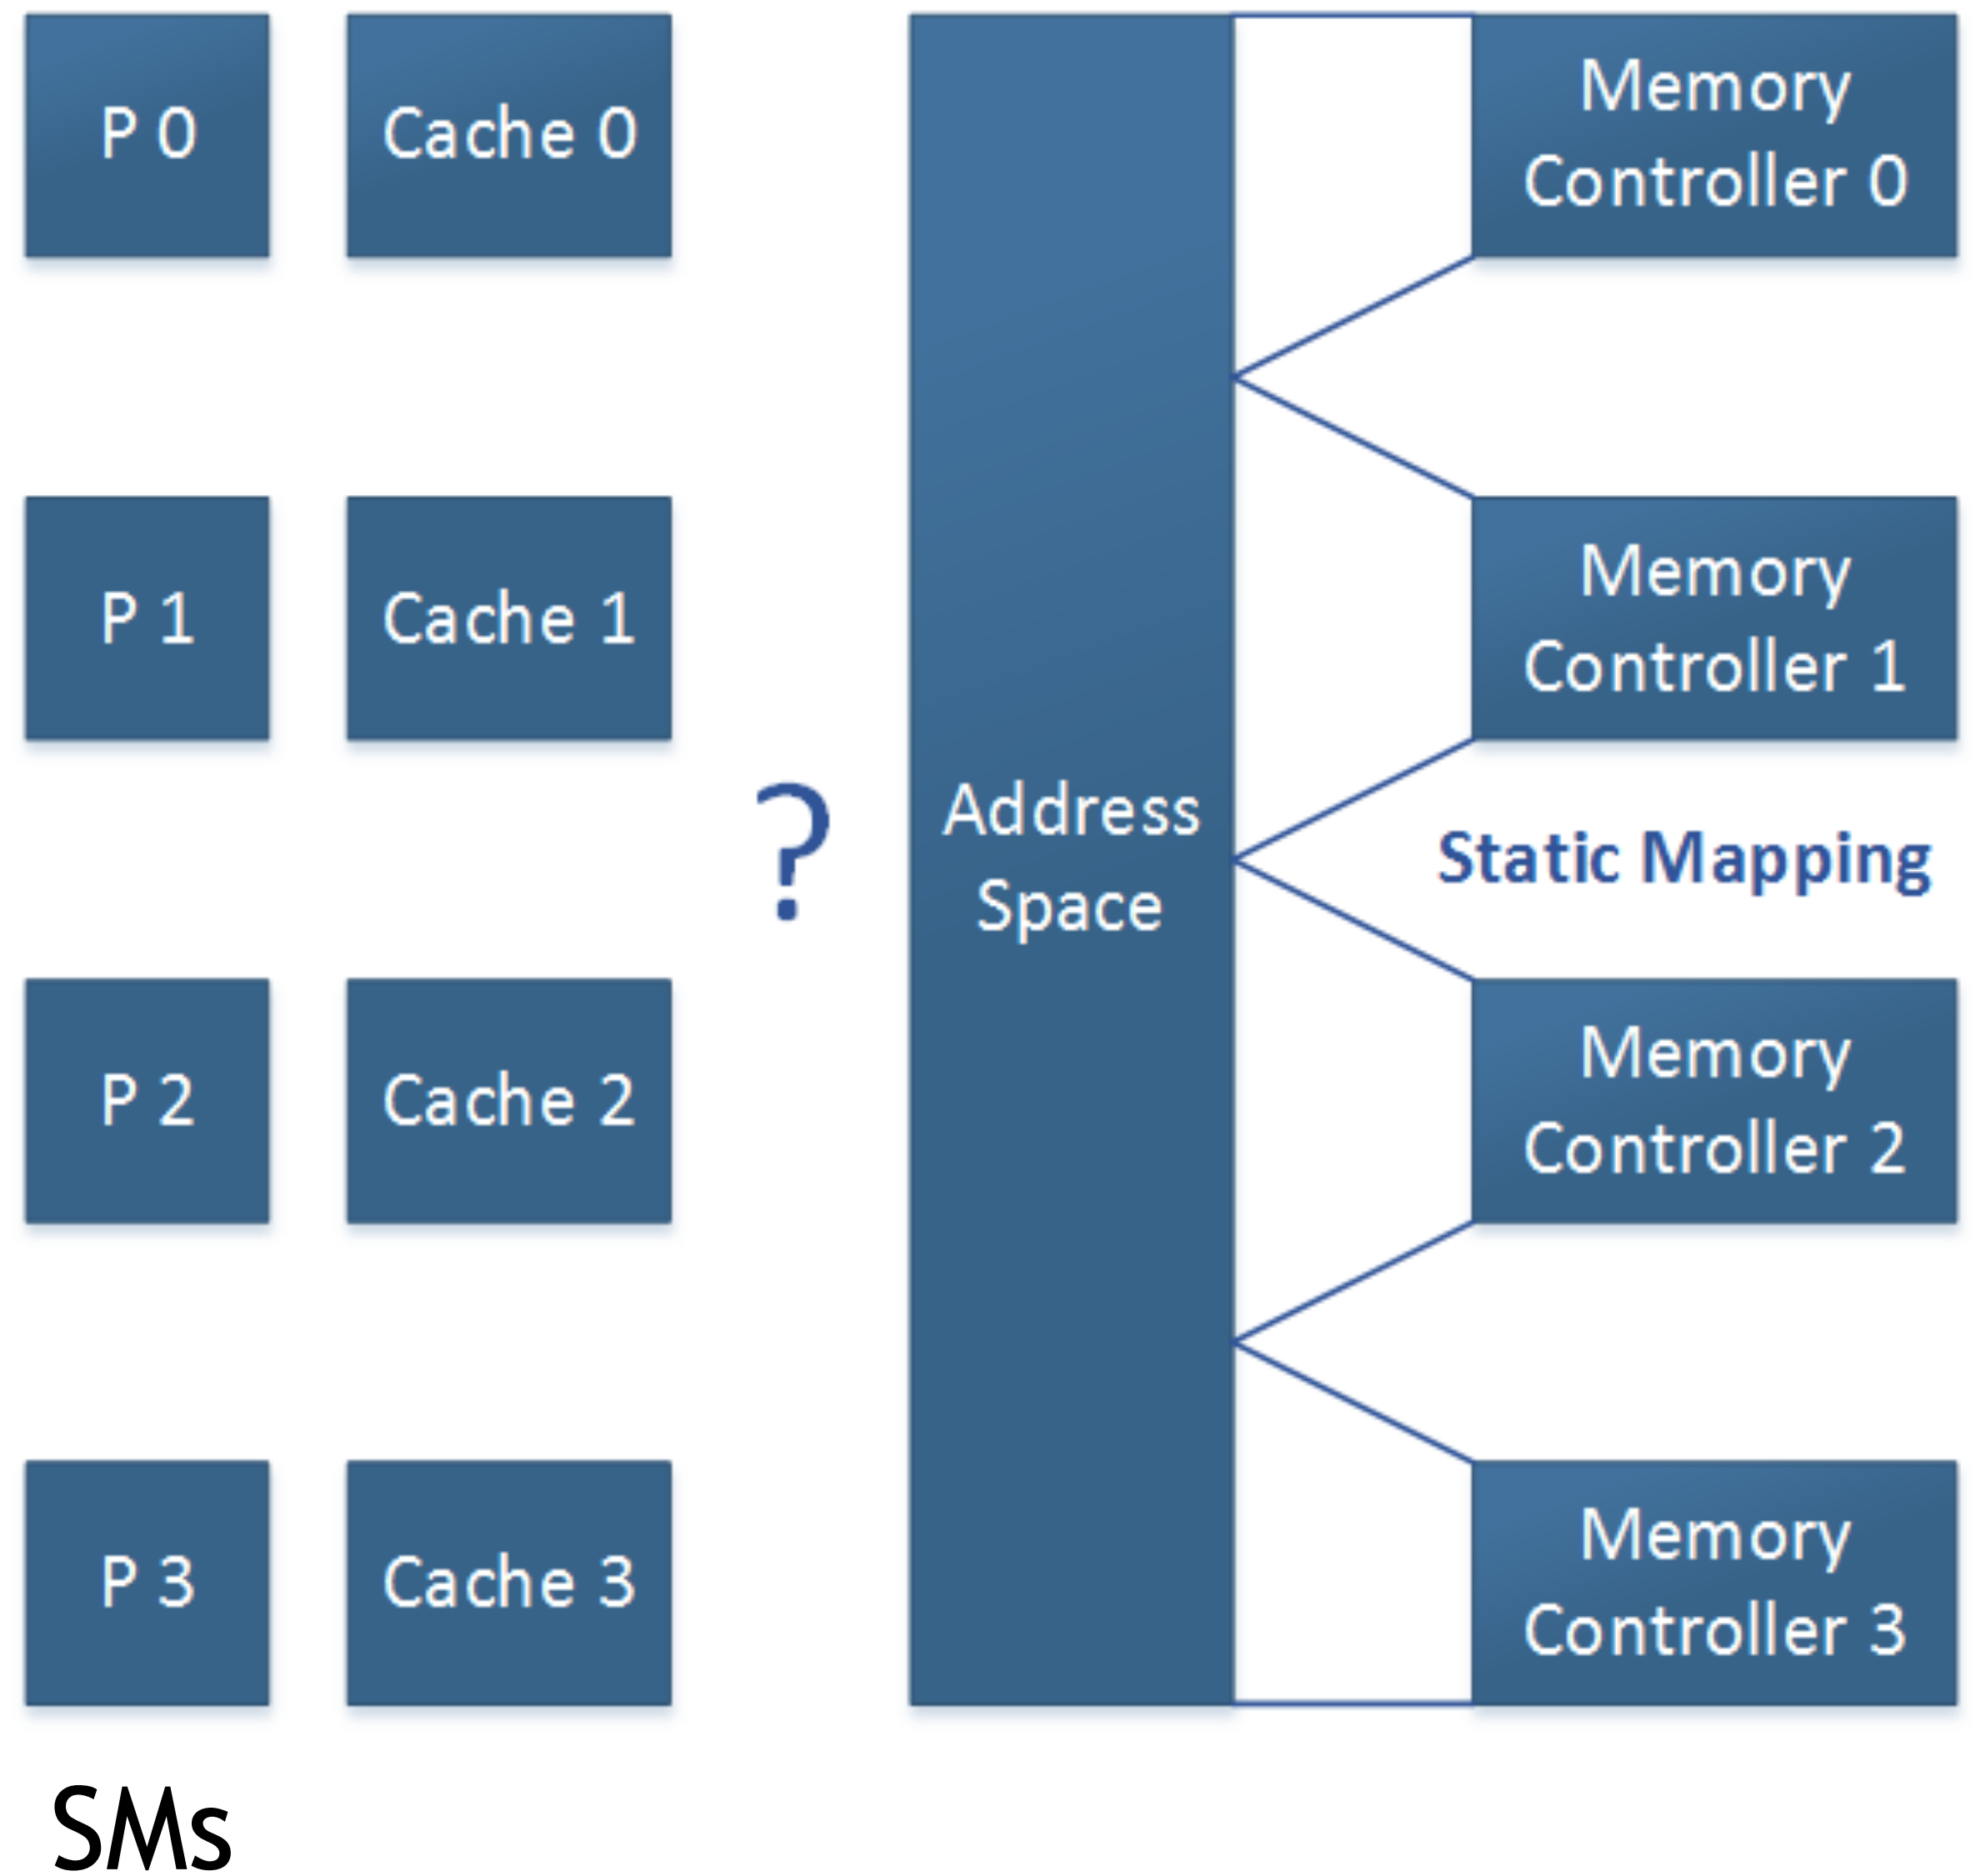 P 0
Cache 0
Memory
Controller 0
P 1
Cache 1
Memory
Controller 1
?
Address
Space
Static Mapping
P 2
Cache 2
Memory
Controller 2
P 3
Cache 3
Memory
Controller 3
SMs